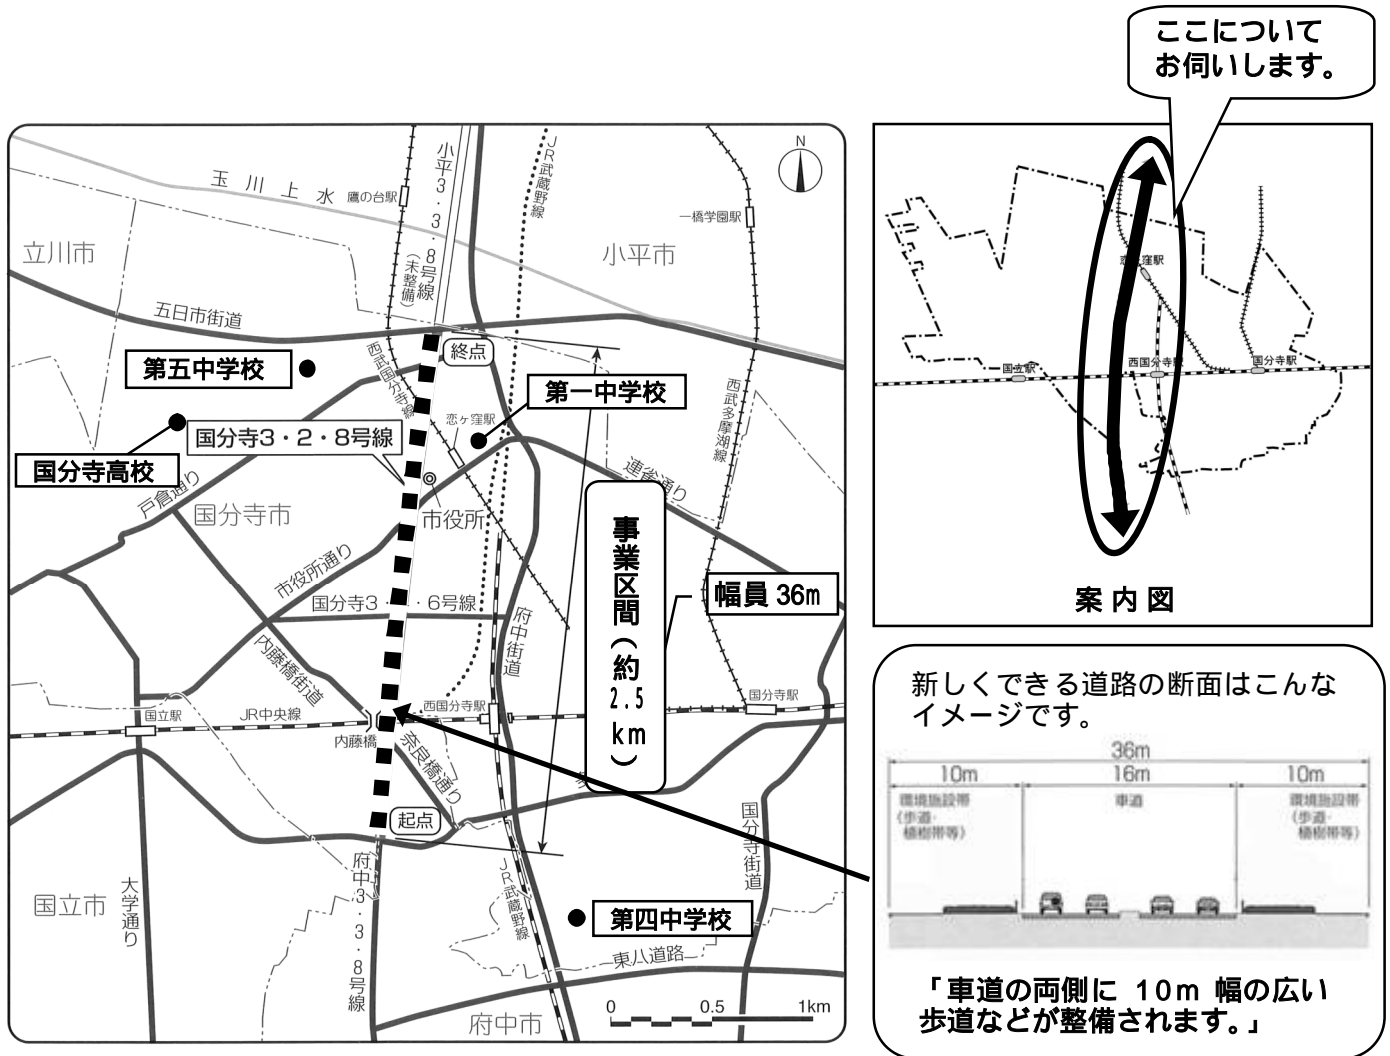 ここについて
お伺いします。
N
玉川上水
鷹の台駅
小平3・3・8号線
(未整備)
JR武蔵野線
一橋学園駅
立川市
小平市
五日市街道
終点
第五中学校
西武国分寺線
第一中学校
恋ヶ窪駅
西武多摩湖線
国分寺3・2・8号線
国分寺高校
戸倉通り
連雀通り
国分寺市
市役所
市役所通り
事業区間(約2.5km)
幅員 36m
国分寺3・
・6号線
府中街道
内藤橋街道
国立駅
JR中央線
西国分寺駅
国分寺駅
内藤橋
奈良橋通り
起点
国分寺街道
府中3・3・8号線
JR武蔵野線
国立市
大学通り
第四中学校
東八道路
府中市
0 0.5 1km
恋ヶ窪駅
国立駅
西国分寺駅
国分寺駅
案内図
新しくできる道路の断面はこんな
イメージです。
36m
10m 16m 10m
環境施設帯 車道 環境施設帯
(歩道・ (歩道・
植樹帯等) 植樹帯等)
「車道の両側に 10m 幅の広い
歩道などが整備されます。」